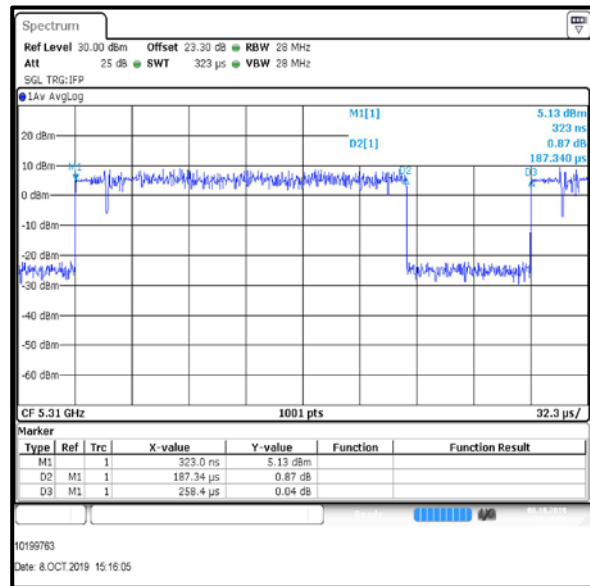 Spectrum
Ref Level 30.00 dBm Offset 23.30 dB RBW 28 MHz
Att 25 dB SWT 323 µs VBW 28 MHz
SGL TRG:IFP
1Av AvgLog
M1[1] 5.13 dBm
323 ns
D2[1] 0.87 dB
187.340 µs
20 dBm
10 dBm
M1
D2
D3
0 dBm
-10 dBm
-20 dBm
-30 dBm
-40 dBm
-50 dBm
-60 dBm
CF 5.31 GHz 1001 pts 32.3 µs/
Marker
Type Ref Trc X-value Y-value Function Function Result
M1 1 323.0 ns 5.13 dBm
D2 M1 1 187.34 µs 0.87 dB
D3 M1 1 258.4 µs 0.04 dB
10199763
Date: 8.OCT.2019 15:16:05